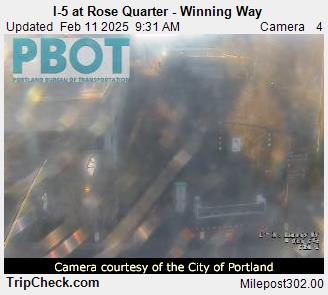 I-5 at Rose Quarter - Winning Way
Updated Feb 11 2025 9:31 AM Camera 4
PBOT
PORTLAND BUREAU OF TRANSPORTATION
Camera courtesy of the City of Portland
TripCheck.com Milepost302.00